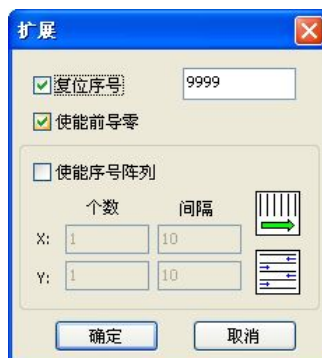 扩展
复位序号 9999
使能前导零
使能序号阵列
个数 间隔
X: 1 10
Y: 1 10
确定 取消